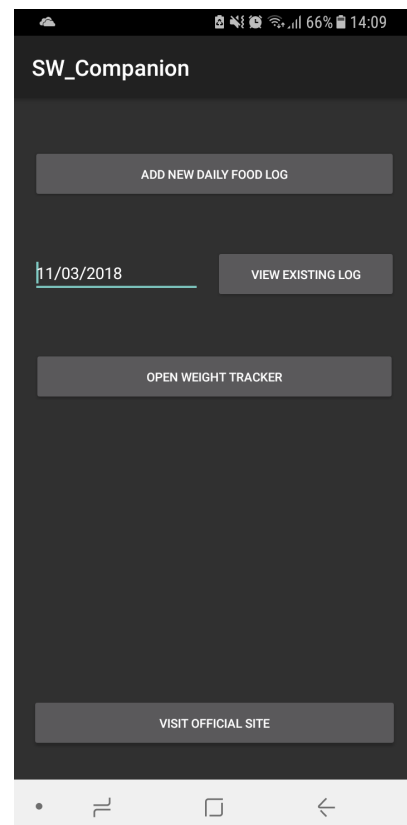 66% 14:09
SW_Companion
ADD NEW DAILY FOOD LOG
11/03/2018 VIEW EXISTING LOG
OPEN WEIGHT TRACKER
VISIT OFFICIAL SITE